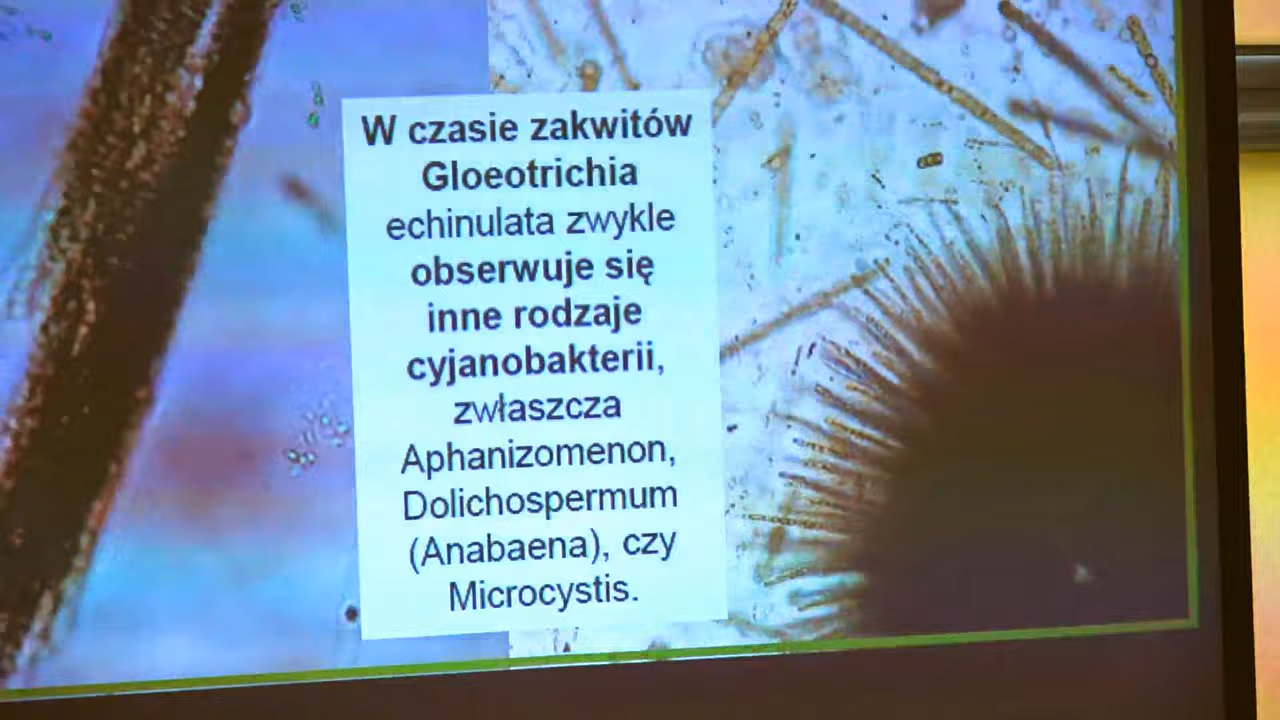 W czasie zakwitów
Gloeotrichia
echinulata zwykle
obserwuje się
inne rodzaje
cyjanobakterii,
zwłaszcza
Aphanizomenon,
Dolichospermum
(Anabaena), czy
Microcystis.